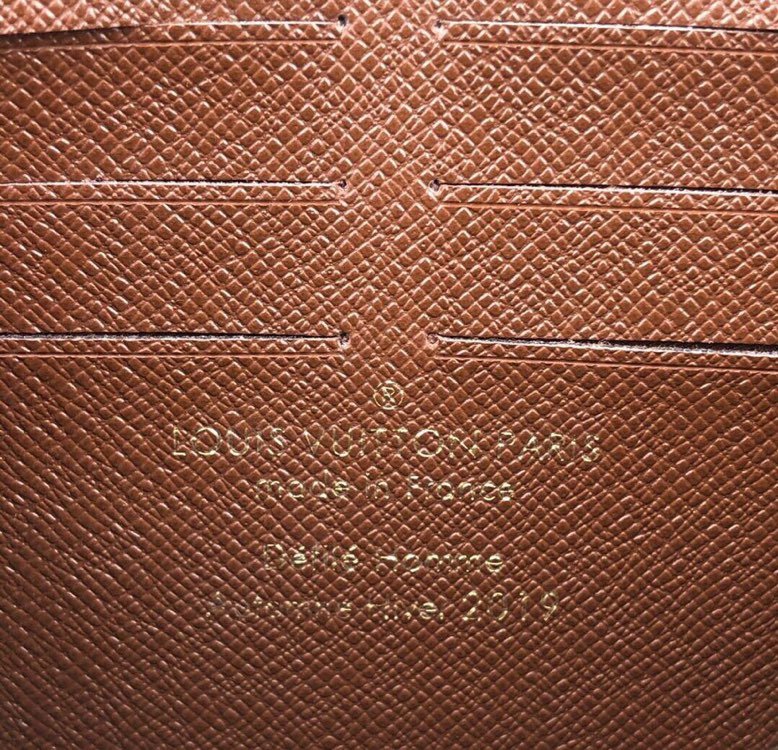 ®
LOUIS VUITTON PARIS
made in France
Défilé Homme
Automne-Hiver 2019